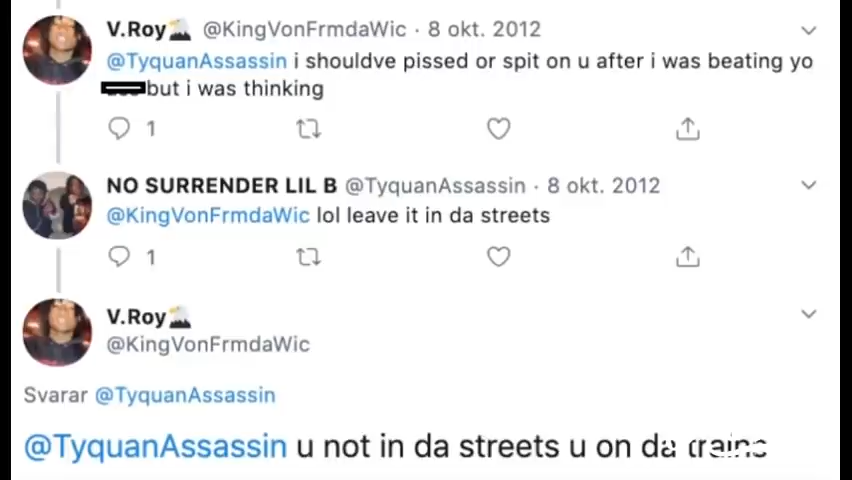 V.Roy @KingVonFrmdaWic · 8 okt. 2012
@TyquanAssassin i shouldve pissed or spit on u after i was beating yo
but i was thinking
1
NO SURRENDER LIL B @TyquanAssassin · 8 okt. 2012
@KingVonFrmdaWic lol leave it in da streets
1
V.Roy
@KingVonFrmdaWic
Svarar @TyquanAssassin
@TyquanAssassin u not in da streets u on da trains